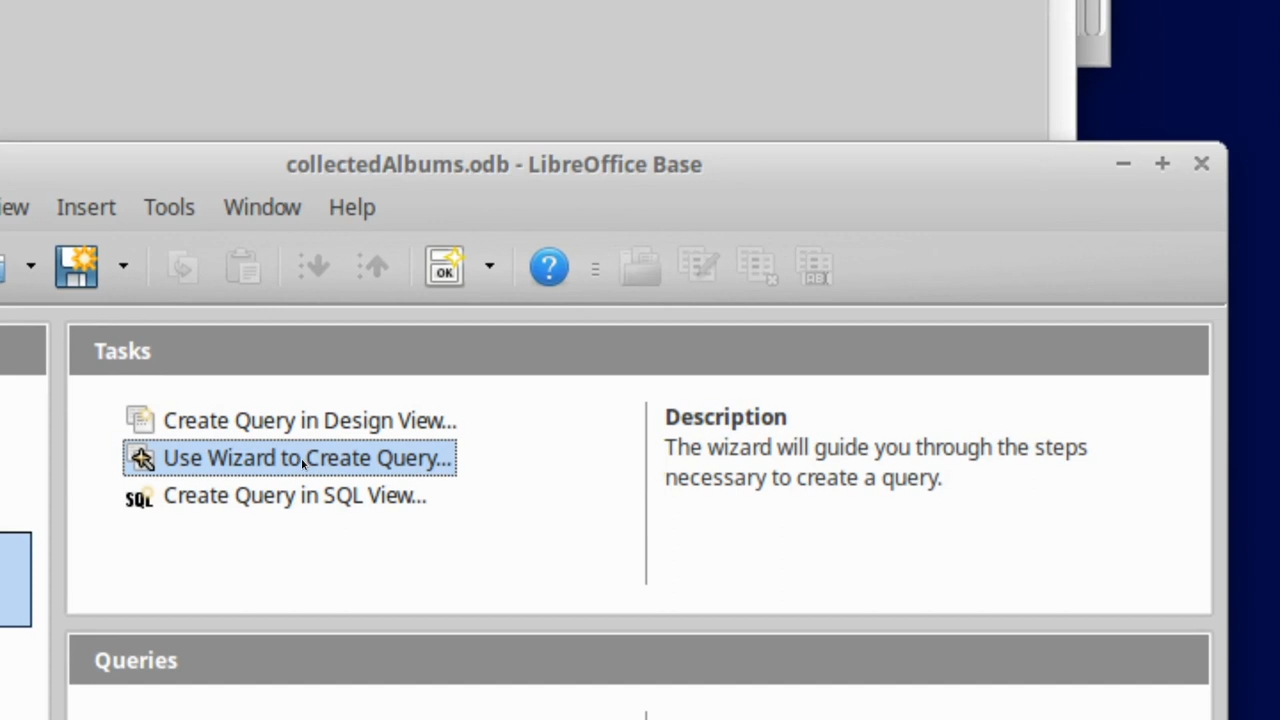 collectedAlbums.odb - LibreOffice Base
iew Insert Tools Window Help
OK ? ABI
Tasks
Create Query in Design View...
Use Wizard to Create Query...
SQL Create Query in SQL View...
Description
The wizard will guide you through the steps
necessary to create a query.
Queries